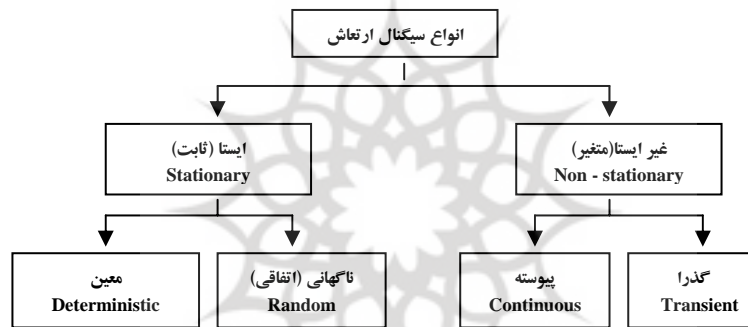 انواع سیگنال ارتعاش
ایستا (ثابت)
Stationary
غیر ایستا(متغیر)
Non - stationary
معین
Deterministic
ناگهانی (اتفاقی)
Random
پیوسته
Continuous
گذرا
Transient